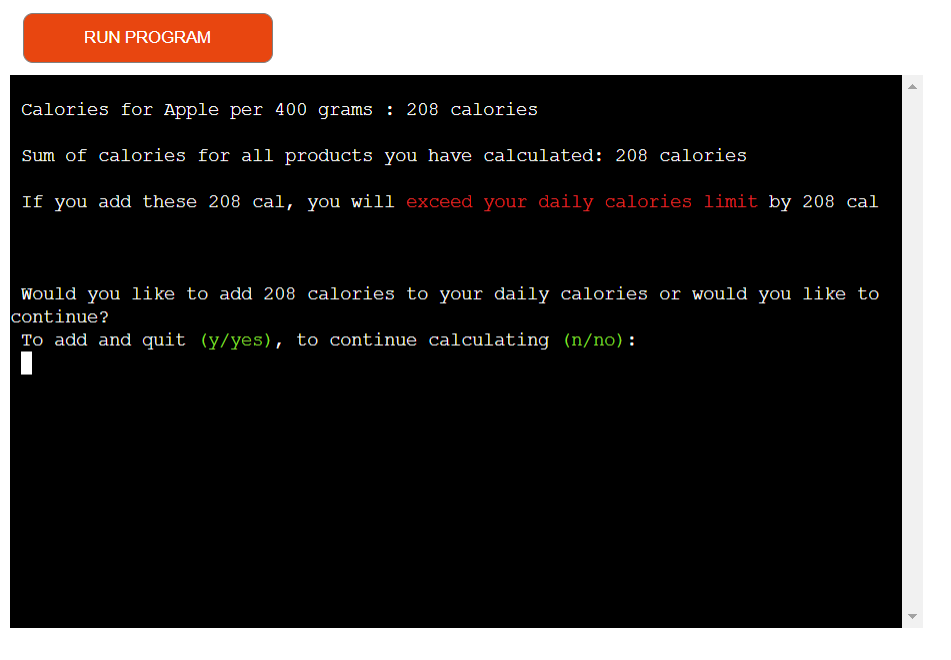 RUN PROGRAM
Calories for Apple per 400 grams : 208 calories
Sum of calories for all products you have calculated: 208 calories
If you add these 208 cal, you will exceed your daily calories limit by 208 cal
Would you like to add 208 calories to your daily calories or would you like to
continue?
To add and quit (y/yes), to continue calculating (n/no):